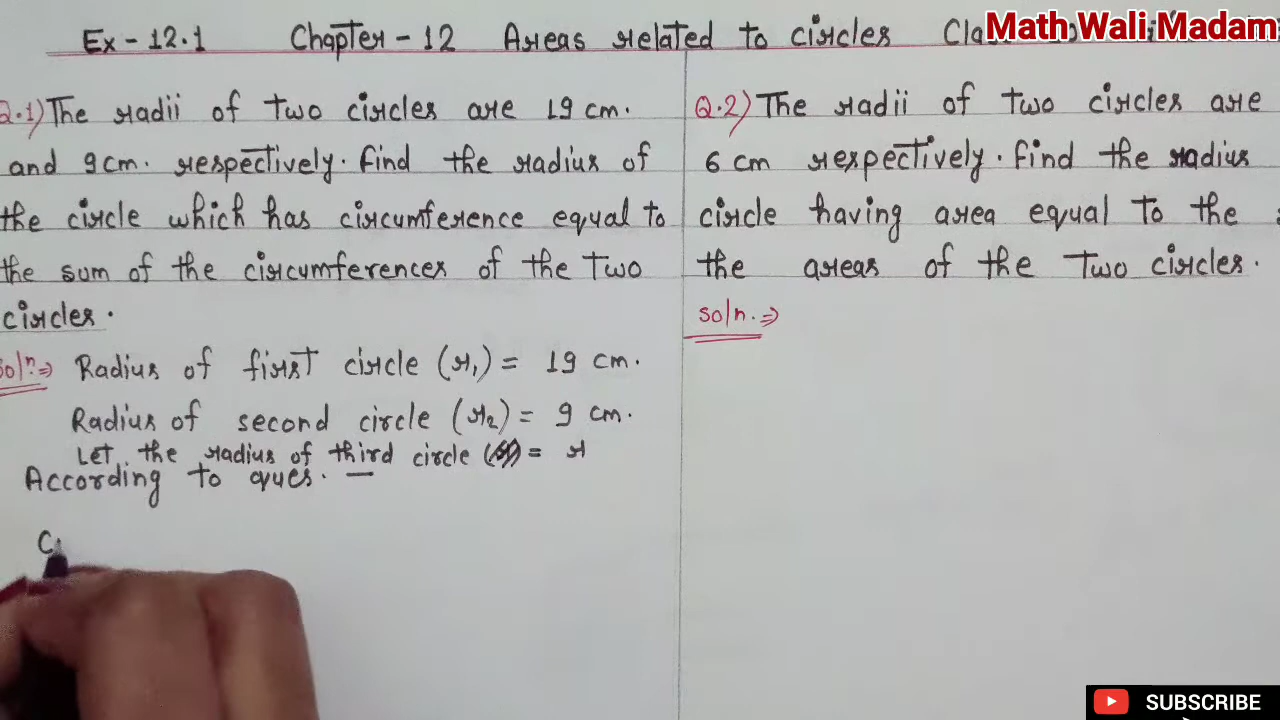 Ex - 12.1 Chapter - 12 Areas related to circles
Math Wali Madam
Q.1) The radii of two circles are 19 cm.
and 9 cm. respectively. Find the radius of
the circle which has circumference equal to
the sum of the circumferences of the two
circles.
Soln. ⇒ Radius of first circle (r₁) = 19 cm.
Radius of second circle (r₂) = 9 cm.
Let the radius of third circle = r
According to ques. —
C
Q.2) The radii of two circles are
6 cm respectively. Find the radius
circle having area equal to the
the areas of the two circles.
Soln. ⇒
SUBSCRIBE